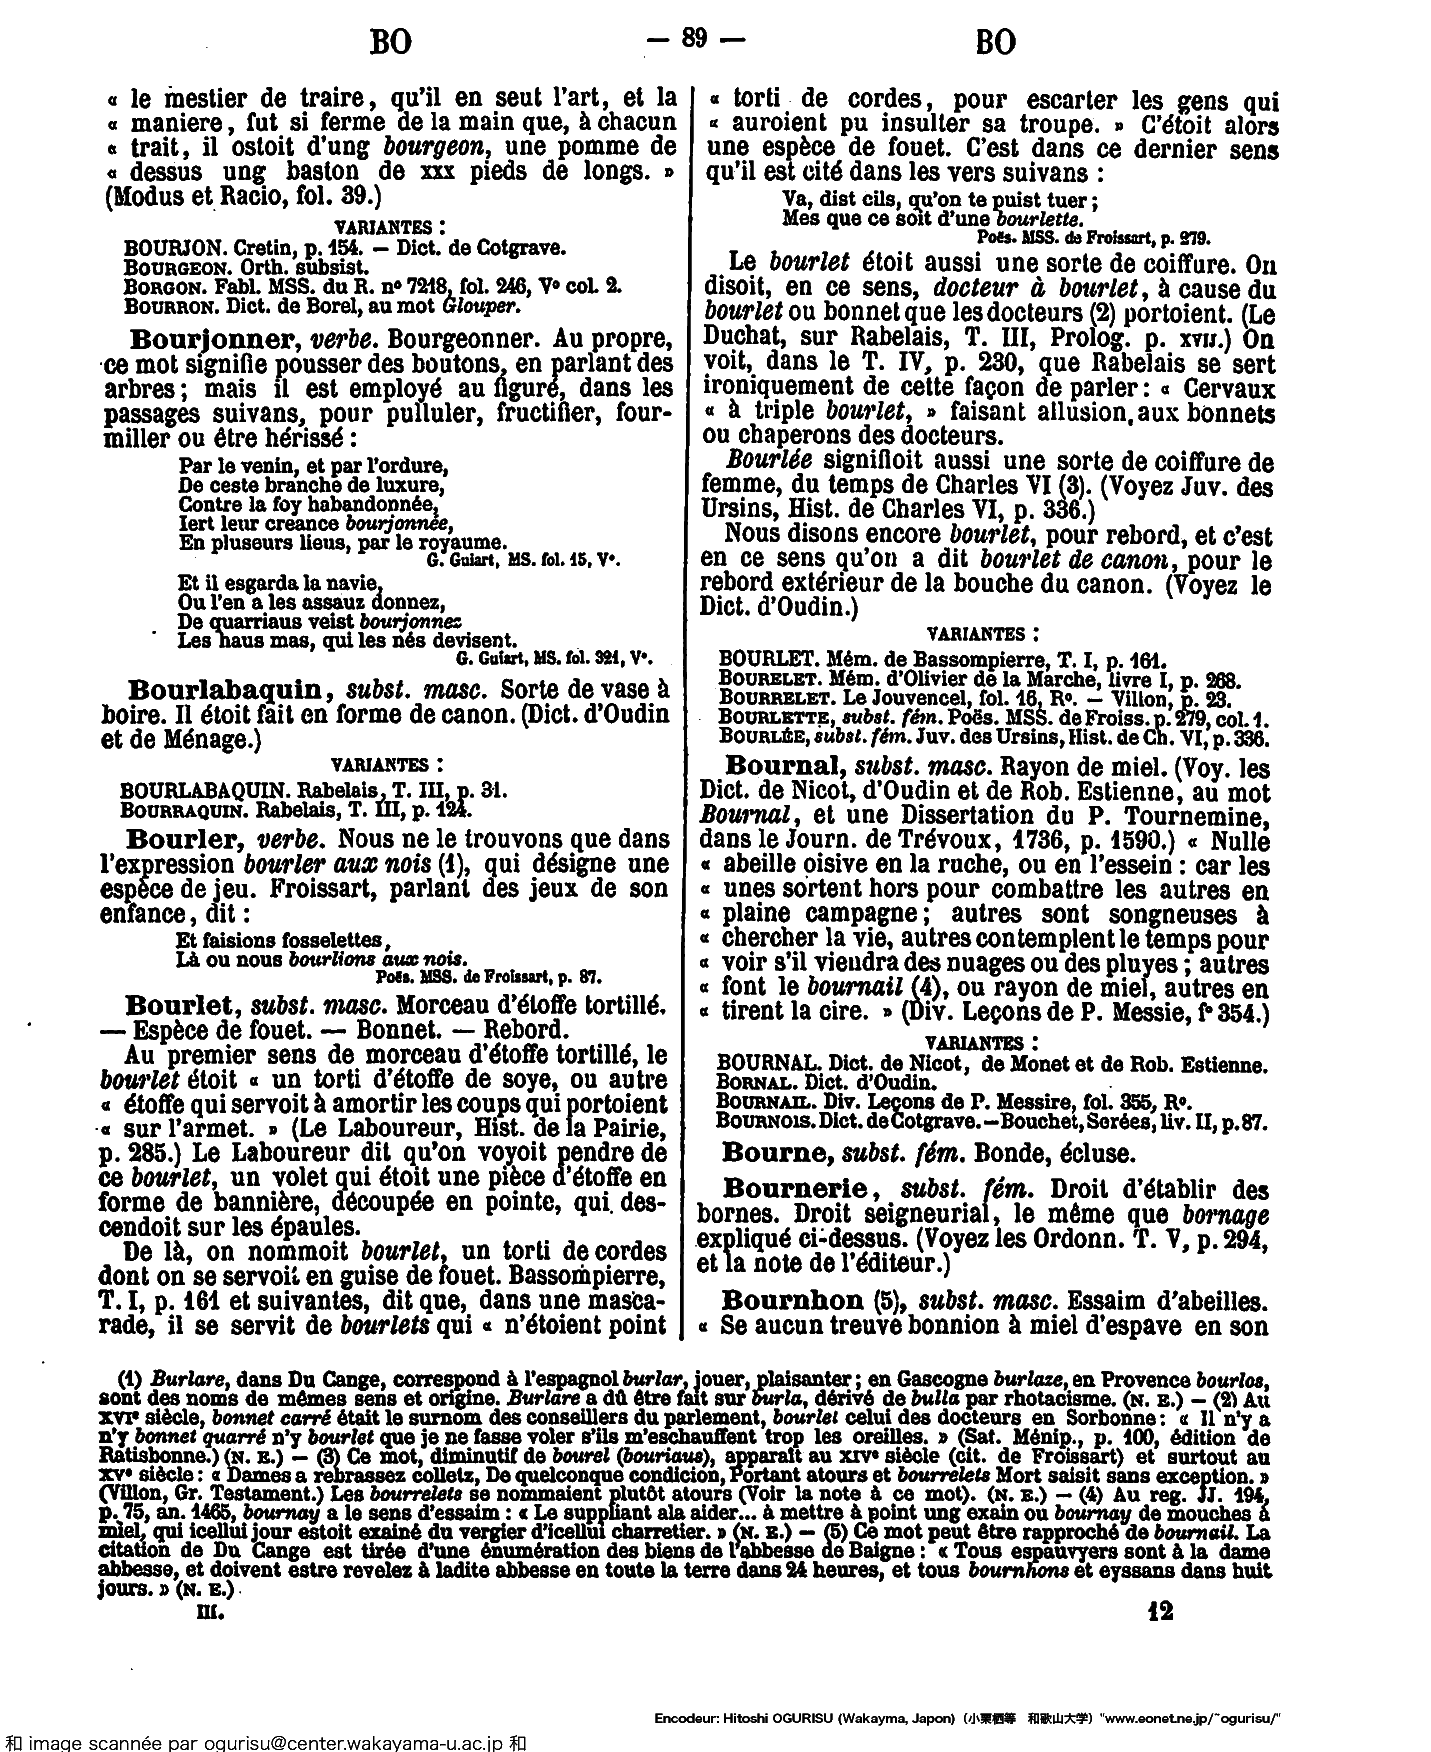 BO — 89 — BO
« le mestier de traire, qu'il en seut l'art, et la
« maniere, fut si ferme de la main que, à chacun
« trait, il ostoit d'ung bourgeon, une pomme de
« dessus ung baston de xxx pieds de longs. »
(Modus et Racio, fol. 39.)
VARIANTES :
BOURJON. Cretin, p. 154. — Dict. de Cotgrave.
BOURGEON. Orth. subsist.
BORGON. Fabl. MSS. du R. nº 7218, fol. 246, Vº col. 2.
BOURRON. Dict. de Borel, au mot Glouper.
Bourjonner, verbe. Bourgeonner. Au propre,
ce mot signifie pousser des boutons, en parlant des
arbres ; mais il est employé au figuré, dans les
passages suivans, pour pulluler, fructifier, four-
miller ou être hérissé :
Par le venin, et par l'ordure,
De ceste branche de luxure,
Contre la foy habandonnée,
Iert leur creance bourjonnée,
En pluseurs lieus, par le royaume.
G. Guiart, MS. fol. 15, Vº.
Et il esgarda la navie,
Ou l'en a les assauz donnez,
De quarriaus veist bourjonnez
Les haus mas, qui les nés devisent.
G. Guiart, MS. fol. 321, Vº.
Bourlabaquin, subst. masc. Sorte de vase à
boire. Il étoit fait en forme de canon. (Dict. d'Oudin
et de Ménage.)
VARIANTES :
BOURLABAQUIN. Rabelais, T. III, p. 31.
BOURRAQUIN. Rabelais, T. III, p. 124.
Bourler, verbe. Nous ne le trouvons que dans
l'expression bourler aux nois (1), qui désigne une
espèce de jeu. Froissart, parlant des jeux de son
enfance, dit :
Et faisions fosselettes,
Là ou nous bourlions aux nois.
Poës. MSS. de Froissart, p. 87.
Bourlet, subst. masc. Morceau d'étoffe tortillé.
— Espèce de fouet. — Bonnet. — Rebord.
Au premier sens de morceau d'étoffe tortillé, le
bourlet étoit « un torti d'étoffe de soye, ou autre
« étoffe qui servoit à amortir les coups qui portoient
« sur l'armet. » (Le Laboureur, Hist. de la Pairie,
p. 285.) Le Laboureur dit qu'on voyoit pendre de
ce bourlet, un volet qui étoit une pièce d'étoffe en
forme de bannière, découpée en pointe, qui des-
cendoit sur les épaules.
De là, on nommoit bourlet, un torti de cordes
dont on se servoit en guise de fouet. Bassompierre,
T. I, p. 161 et suivantes, dit que, dans une masca-
rade, il se servit de bourlets qui « n'étoient point
« torti de cordes, pour escarter les gens qui
« auroient pu insulter sa troupe. » C'étoit alors
une espèce de fouet. C'est dans ce dernier sens
qu'il est cité dans les vers suivans :
Va, dist cils, qu'on te puist tuer ;
Mes que ce soit d'une bourlette.
Poës. MSS. de Froissart, p. 279.
Le bourlet étoit aussi une sorte de coiffure. On
disoit, en ce sens, docteur à bourlet, à cause du
bourlet ou bonnet que les docteurs (2) portoient. (Le
Duchat, sur Rabelais, T. III, Prolog. p. XVIJ.) On
voit, dans le T. IV, p. 230, que Rabelais se sert
ironiquement de cette façon de parler : « Cervaux
« à triple bourlet, » faisant allusion aux bonnets
ou chaperons des docteurs.
Bourlée signifioit aussi une sorte de coiffure de
femme, du temps de Charles VI (3). (Voyez Juv. des
Ursins, Hist. de Charles VI, p. 336.)
Nous disons encore bourlet, pour rebord, et c'est
en ce sens qu'on a dit bourlet de canon, pour le
rebord extérieur de la bouche du canon. (Voyez le
Dict. d'Oudin.)
VARIANTES :
BOURLET. Mém. de Bassompierre, T. I, p. 161.
BOURELET. Mém. d'Olivier de la Marche, livre I, p. 268.
BOURRELET. Le Jouvencel, fol. 16, Rº. — Villon, p. 23.
BOURLETTE, subst. fém. Poës. MSS. de Froiss. p. 279, col. 1.
BOURLÉE, subst. fém. Juv. des Ursins, Hist. de Ch. VI, p. 336.
Bournal, subst. masc. Rayon de miel. (Voy. les
Dict. de Nicot, d'Oudin et de Rob. Estienne, au mot
Bournal, et une Dissertation du P. Tournemine,
dans le Journ. de Trévoux, 1736, p. 1590.) « Nulle
« abeille oisive en la ruche, ou en l'essein : car les
« unes sortent hors pour combattre les autres en
« plaine campagne ; autres sont songneuses à
« chercher la vie, autres contemplent le temps pour
« voir s'il viendra des nuages ou des pluyes ; autres
« font le bournail (4), ou rayon de miel, autres en
« tirent la cire. » (Div. Leçons de P. Messie, fº 354.)
VARIANTES :
BOURNAL. Dict. de Nicot, de Monet et de Rob. Estienne.
BORNAL. Dict. d'Oudin.
BOURNAIL. Div. Leçons de P. Messire, fol. 355, Rº.
BOURNOIS. Dict. de Cotgrave. — Bouchet, Serées, liv. II, p. 87.
Bourne, subst. fém. Bonde, écluse.
Bournerie, subst. fém. Droit d'établir des
bornes. Droit seigneurial, le même que bornage
expliqué ci-dessus. (Voyez les Ordonn. T. V, p. 294,
et la note de l'éditeur.)
Bournhon (5), subst. masc. Essaim d'abeilles.
« Se aucun treuve bonnion à miel d'espave en son
(1) Burlare, dans Du Cange, correspond à l'espagnol burlar, jouer, plaisanter ; en Gascogne burlaze, en Provence bourlos,
sont des noms de mêmes sens et origine. Burlare a dû être fait sur burla, dérivé de bulla par rhotacisme. (N. E.) — (2) Au
XVIᵉ siècle, bonnet carré était le surnom des conseillers du parlement, bourlet celui des docteurs en Sorbonne : « Il n'y a
n'y bonnet quarré n'y bourlet que je ne fasse voler s'ils m'eschauffent trop les oreilles. » (Sat. Ménip., p. 100, édition de
Ratisbonne.) (N. E.) — (3) Ce mot, diminutif de bourel (bouriaus), apparaît au XIVᵉ siècle (cit. de Froissart) et surtout au
XVᵉ siècle : « Dames a rebrassez colletz, De quelconque condicion, Portant atours et bourrelets Mort saisit sans exception. »
(Villon, Gr. Testament.) Les bourrelets se nommaient plutôt atours (Voir la note à ce mot). (N. E.) — (4) Au reg. JJ. 194,
p. 75, an. 1465, bournay a le sens d'essaim : « Le suppliant ala aider... à mettre à point ung exain ou bournay de mouches à
miel, qui icellui jour estoit exainé du vergier d'icellui charretier. » (N. E.) — (5) Ce mot peut être rapproché de bournail. La
citation de Du Cange est tirée d'une énumération des biens de l'abbesse de Baigne : « Tous espauvyers sont à la dame
abbesse, et doivent estre revelez à ladite abbesse en toute la terre dans 24 heures, et tous bournhons et eyssans dans huit
jours. » (N. E.)
III. 12
Encodeur: Hitoshi OGURISU (Wakayma, Japon) (小栗栖等 和歌山大学) "www.eonet.ne.jp/~ogurisu/"
和 image scannée par ogurisu@center.wakayama-u.ac.jp 和